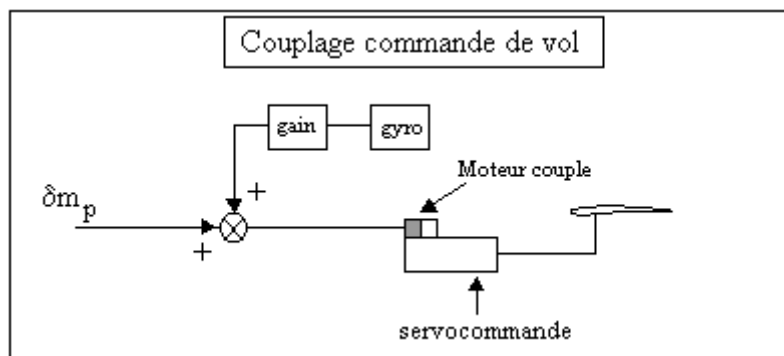 Couplage commande de vol
gain
gyro
Moteur couple
+
δm_p
+
servocommande